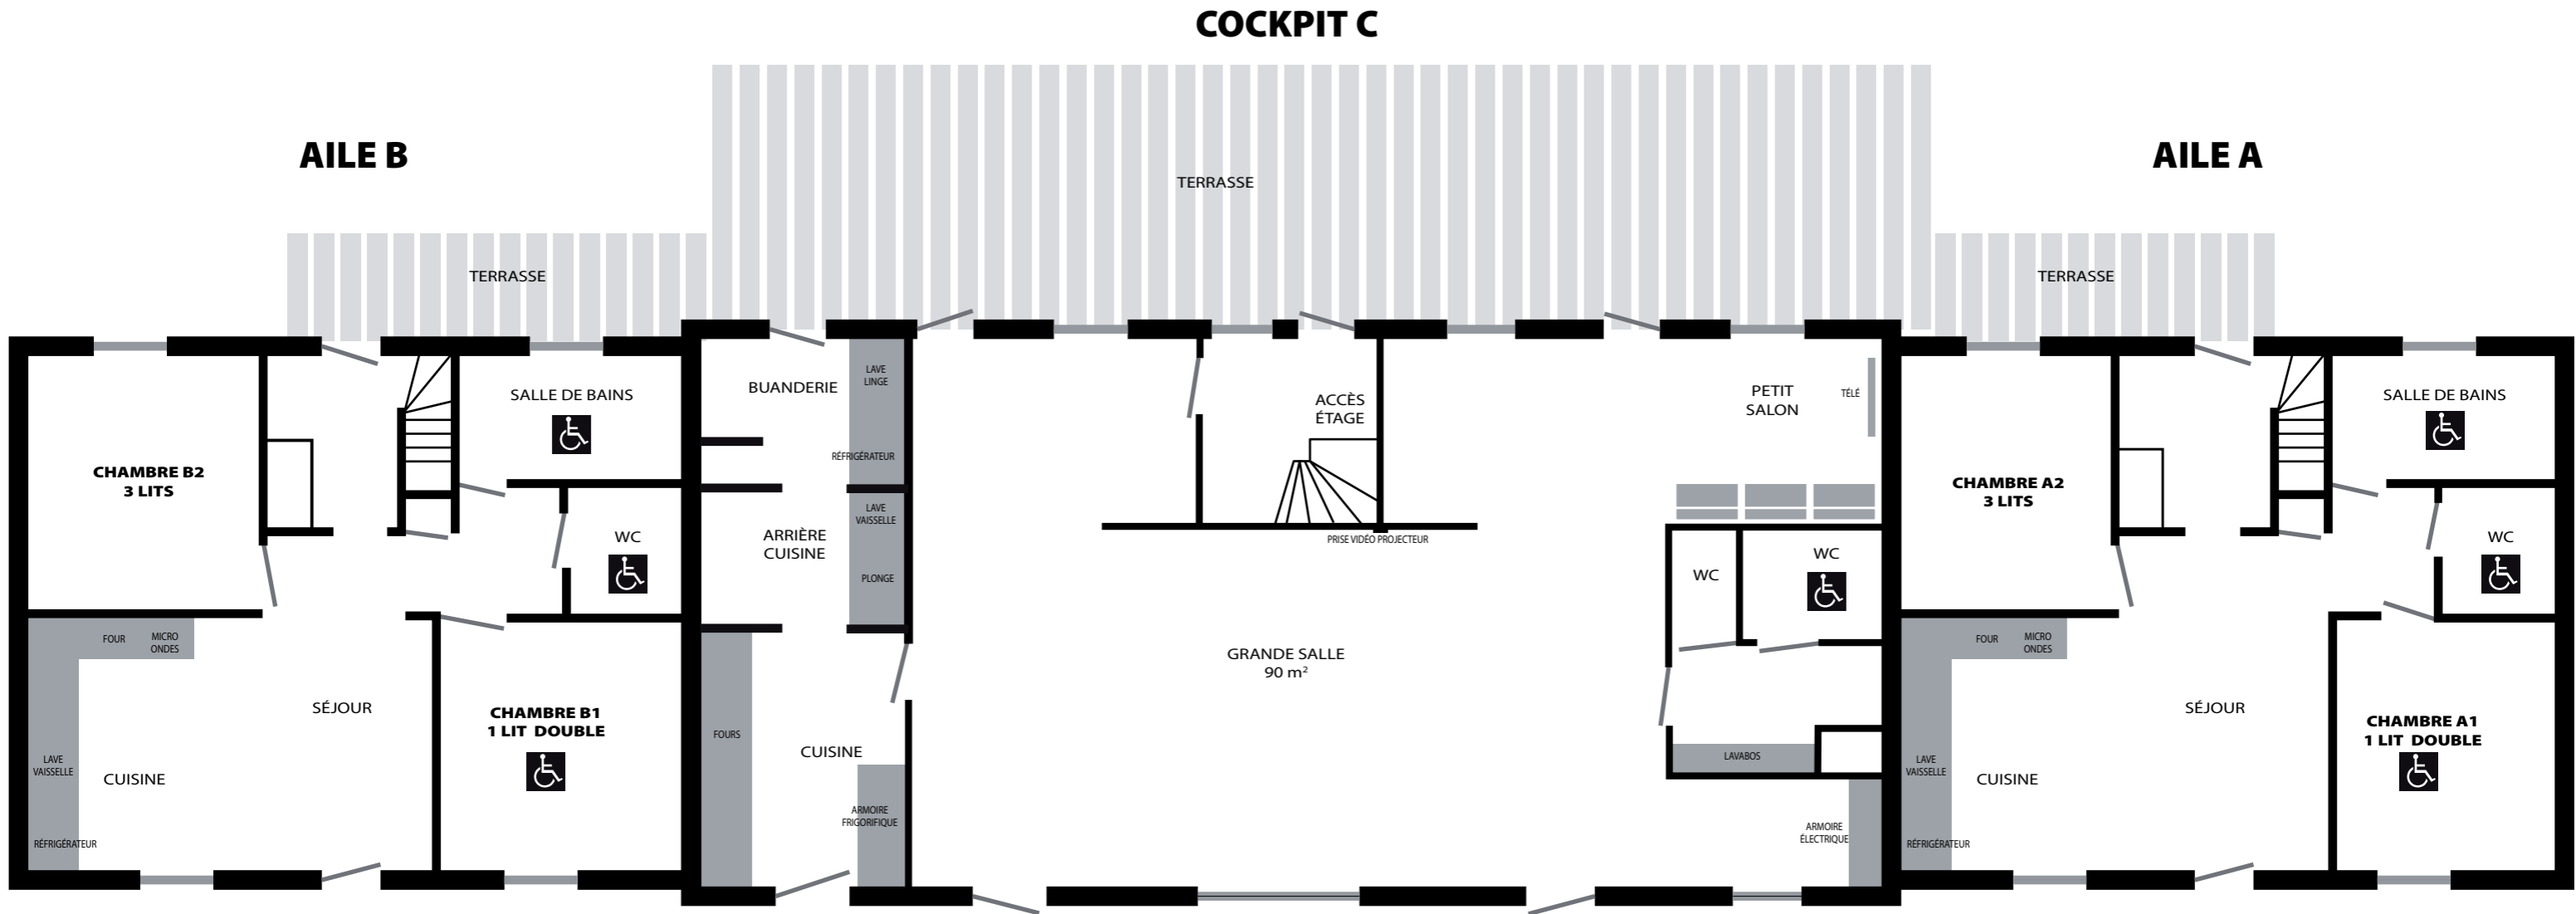 COCKPIT C
AILE B
AILE A
TERRASSE
TERRASSE
TERRASSE
CHAMBRE B2
3 LITS
SALLE DE BAINS
WC
FOUR
MICRO
ONDES
SÉJOUR
LAVE
VAISSELLE
CUISINE
RÉFRIGÉRATEUR
CHAMBRE B1
1 LIT DOUBLE
BUANDERIE
LAVE
LINGE
RÉFRIGÉRATEUR
LAVE
VAISSELLE
ARRIÈRE
CUISINE
PLONGE
FOURS
CUISINE
ARMOIRE
FRIGORIFIQUE
ACCÈS
ÉTAGE
PRISE VIDÉO PROJECTEUR
GRANDE SALLE
90 m²
PETIT
SALON
TÉLÉ
WC
WC
LAVABOS
ARMOIRE
ÉLECTRIQUE
CHAMBRE A2
3 LITS
SALLE DE BAINS
WC
FOUR
MICRO
ONDES
SÉJOUR
LAVE
VAISSELLE
CUISINE
RÉFRIGÉRATEUR
CHAMBRE A1
1 LIT DOUBLE